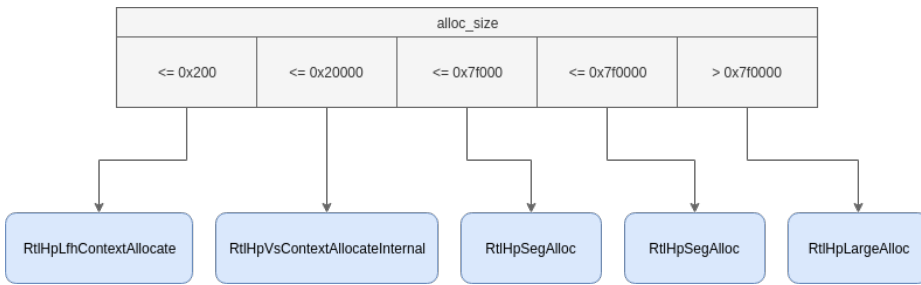 alloc_size
<= 0x200
<= 0x20000
<= 0x7f000
<= 0x7f0000
> 0x7f0000
RtlHpLfhContextAllocate
RtlHpVsContextAllocateInternal
RtlHpSegAlloc
RtlHpSegAlloc
RtlHpLargeAlloc